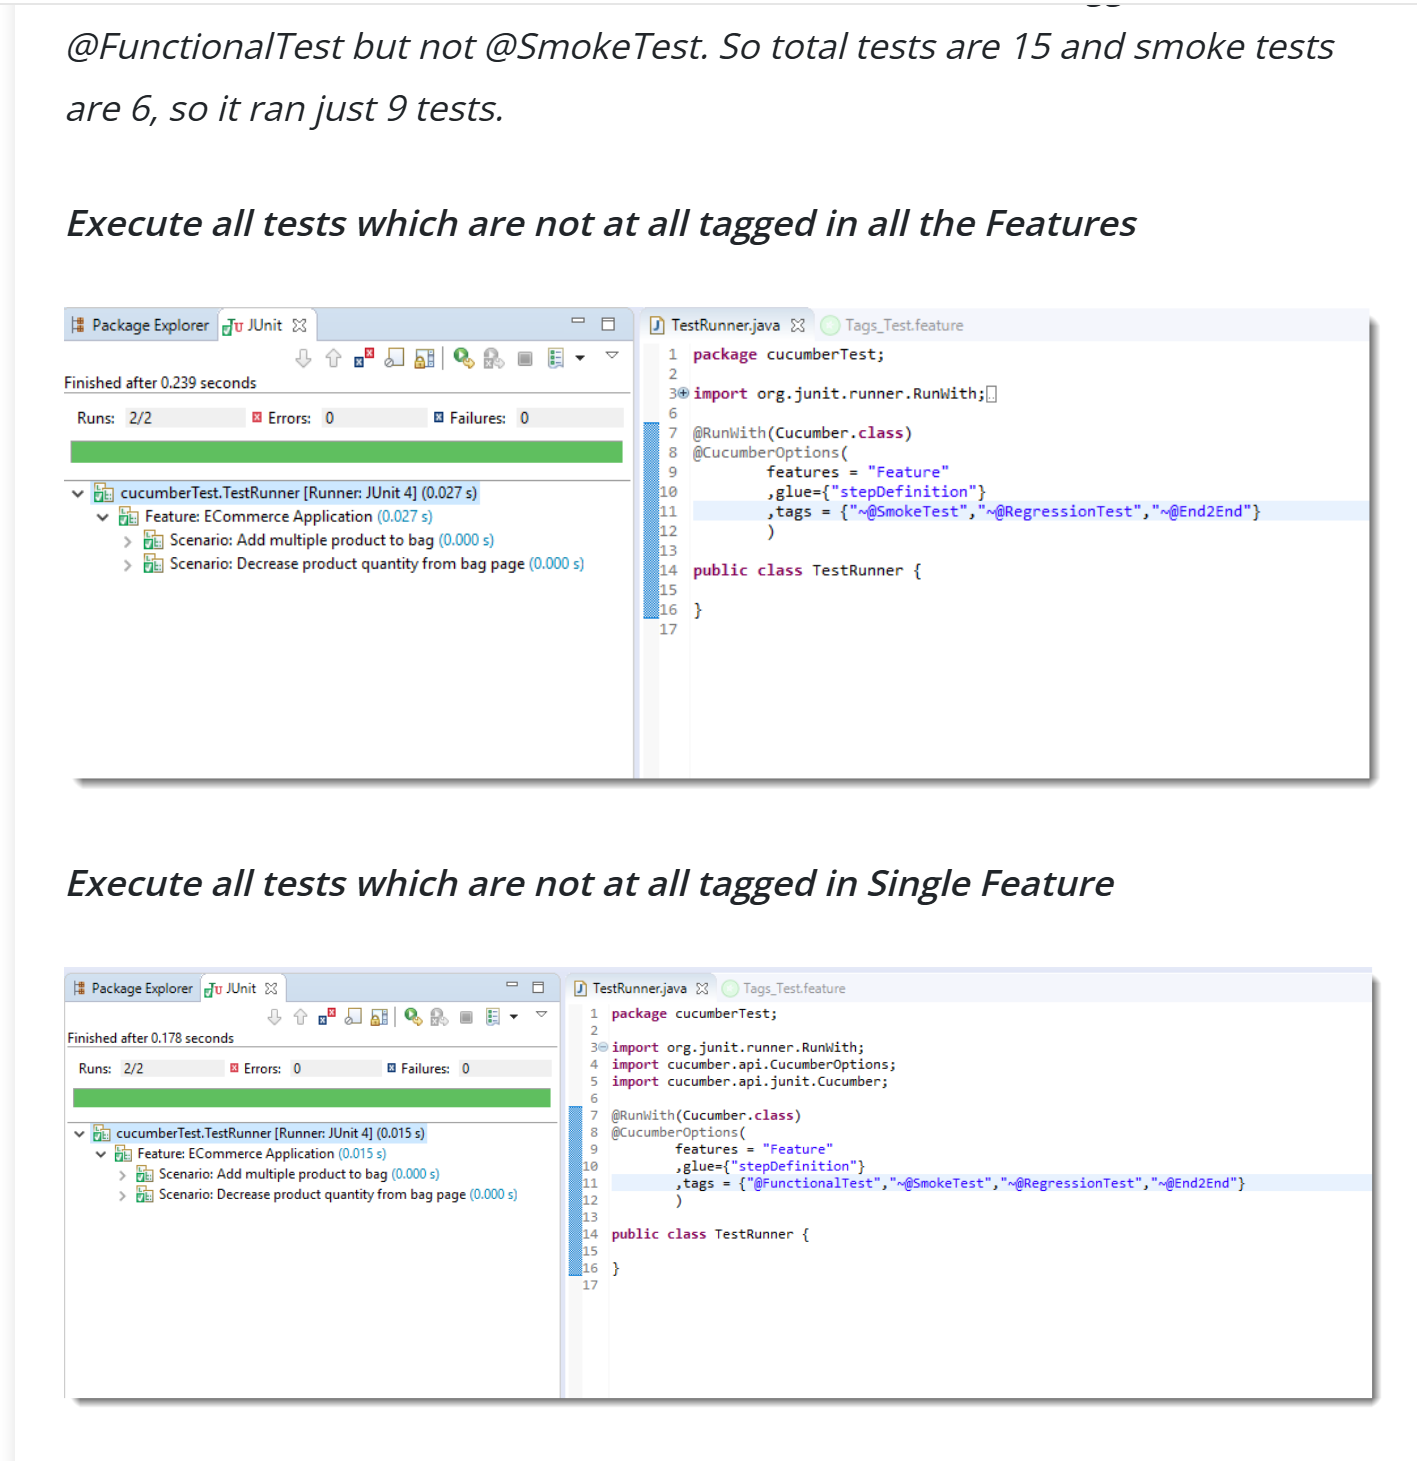 @FunctionalTest but not @SmokeTest. So total tests are 15 and smoke tests
are 6, so it ran just 9 tests.
Execute all tests which are not at all tagged in all the Features
Package Explorer JUnit
Finished after 0.239 seconds
Runs: 2/2 Errors: 0 Failures: 0
cucumberTest.TestRunner [Runner: JUnit 4] (0.027 s)
Feature: ECommerce Application (0.027 s)
Scenario: Add multiple product to bag (0.000 s)
Scenario: Decrease product quantity from bag page (0.000 s)
TestRunner.java Tags_Test.feature
1 package cucumberTest;
2
3 import org.junit.runner.RunWith;
6
7 @RunWith(Cucumber.class)
8 @CucumberOptions(
9 features = "Feature"
10 ,glue={"stepDefinition"}
11 ,tags = {"~@SmokeTest","~@RegressionTest","~@End2End"}
12 )
13
14 public class TestRunner {
15
16 }
17
Execute all tests which are not at all tagged in Single Feature
Package Explorer JUnit
Finished after 0.178 seconds
Runs: 2/2 Errors: 0 Failures: 0
cucumberTest.TestRunner [Runner: JUnit 4] (0.015 s)
Feature: ECommerce Application (0.015 s)
Scenario: Add multiple product to bag (0.000 s)
Scenario: Decrease product quantity from bag page (0.000 s)
TestRunner.java Tags_Test.feature
1 package cucumberTest;
2
3 import org.junit.runner.RunWith;
4 import cucumber.api.CucumberOptions;
5 import cucumber.api.junit.Cucumber;
6
7 @RunWith(Cucumber.class)
8 @CucumberOptions(
9 features = "Feature"
10 ,glue={"stepDefinition"}
11 ,tags = {"@FunctionalTest","~@SmokeTest","~@RegressionTest","~@End2End"}
12 )
13
14 public class TestRunner {
15
16 }
17